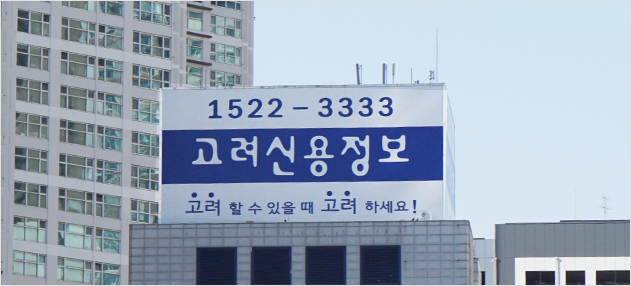 1522-3333
고려신용정보
고려 할 수 있을 때 고려 하세요!